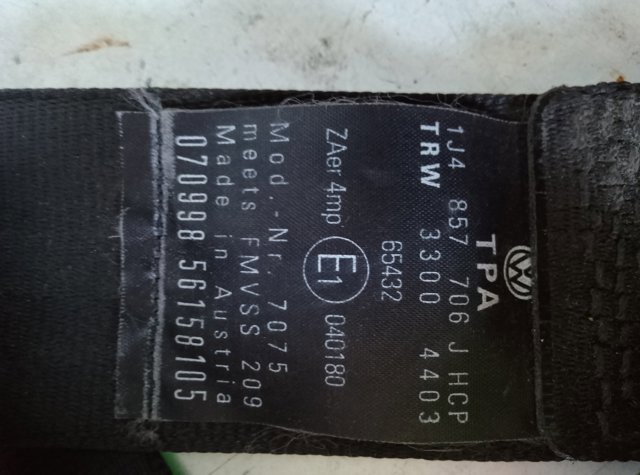 TPA
1J4 857 706 J HCP
TRW 3300 4403
65432
ZAer 4mp E1 040180
Mod.-Nr. 7075
meets FMVSS 209
Made in Austria
070998 56158105